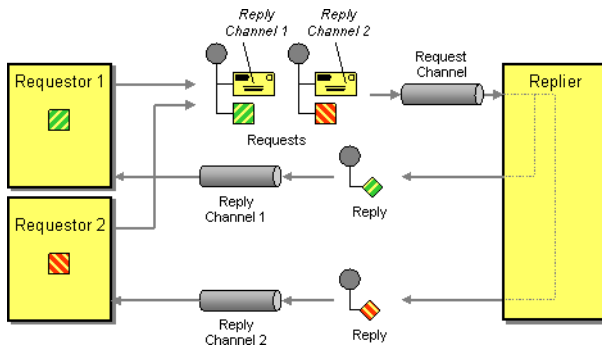 Reply
Channel 1
Reply
Channel 2
Request
Channel
Requestor 1
Replier
Requests
Reply
Channel 1
Reply
Requestor 2
Reply
Channel 2
Reply